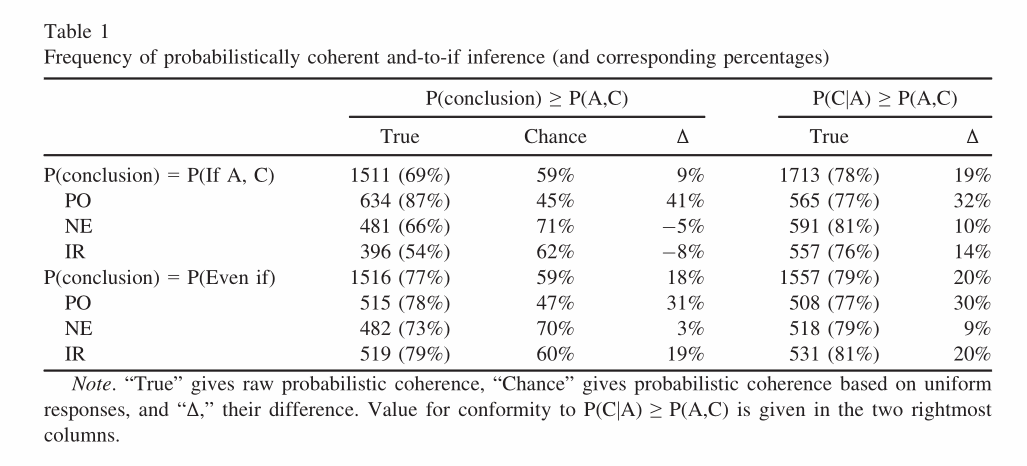 Table 1
Frequency of probabilistically coherent and-to-if inference (and corresponding percentages)
P(conclusion) ≥ P(A,C) P(C|A) ≥ P(A,C)
True Chance Δ True Δ
P(conclusion) = P(If A, C) 1511 (69%) 59% 9% 1713 (78%) 19%
PO 634 (87%) 45% 41% 565 (77%) 32%
NE 481 (66%) 71% −5% 591 (81%) 10%
IR 396 (54%) 62% −8% 557 (76%) 14%
P(conclusion) = P(Even if) 1516 (77%) 59% 18% 1557 (79%) 20%
PO 515 (78%) 47% 31% 508 (77%) 30%
NE 482 (73%) 70% 3% 518 (79%) 9%
IR 519 (79%) 60% 19% 531 (81%) 20%
Note. “True” gives raw probabilistic coherence, “Chance” gives probabilistic coherence based on uniform
responses, and “Δ,” their difference. Value for conformity to P(C|A) ≥ P(A,C) is given in the two rightmost
columns.